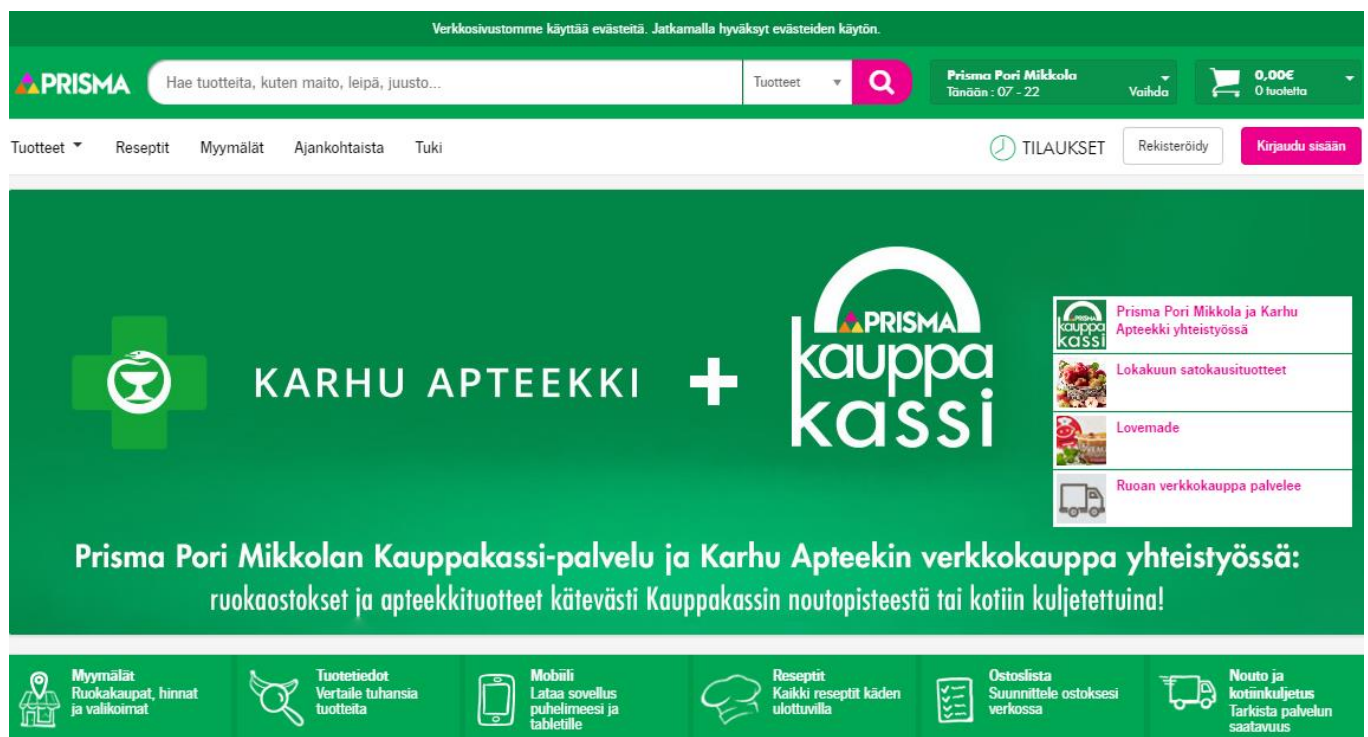 Verkkosivustomme käyttää evästeitä. Jatkamalla hyväksyt evästeiden käytön.
PRISMA
Hae tuotteita, kuten maito, leipä, juusto...
Tuotteet
Prisma Pori Mikkola
Tänään : 07 - 22
Vaihda
0,00€
0 tuotetta
Tuotteet
Reseptit
Myymälät
Ajankohtaista
Tuki
TILAUKSET
Rekisteröidy
Kirjaudu sisään
KARHU APTEEKKI
+
PRISMA
kauppa
kassi
PRISMA
kauppa
kassi
Prisma Pori Mikkola ja Karhu
Apteekki yhteistyössä
Lokakuun satokausituotteet
Lovemade
Ruoan verkkokauppa palvelee
Prisma Pori Mikkolan Kauppakassi-palvelu ja Karhu Apteekin verkkokauppa yhteistyössä:
ruokaostokset ja apteekkituotteet kätevästi Kauppakassin noutopisteestä tai kotiin kuljetettuina!
Myymälät
Ruokakaupat, hinnat
ja valikoimat
Tuotetiedot
Vertaile tuhansia
tuotteita
Mobiili
Lataa sovellus
puhelimeesi ja
tabletille
Reseptit
Kaikki reseptit käden
ulottuvilla
Ostoslista
Suunnittele ostoksesi
verkossa
Nouto ja
kotiinkuljetus
Tarkista palvelun
saatavuus